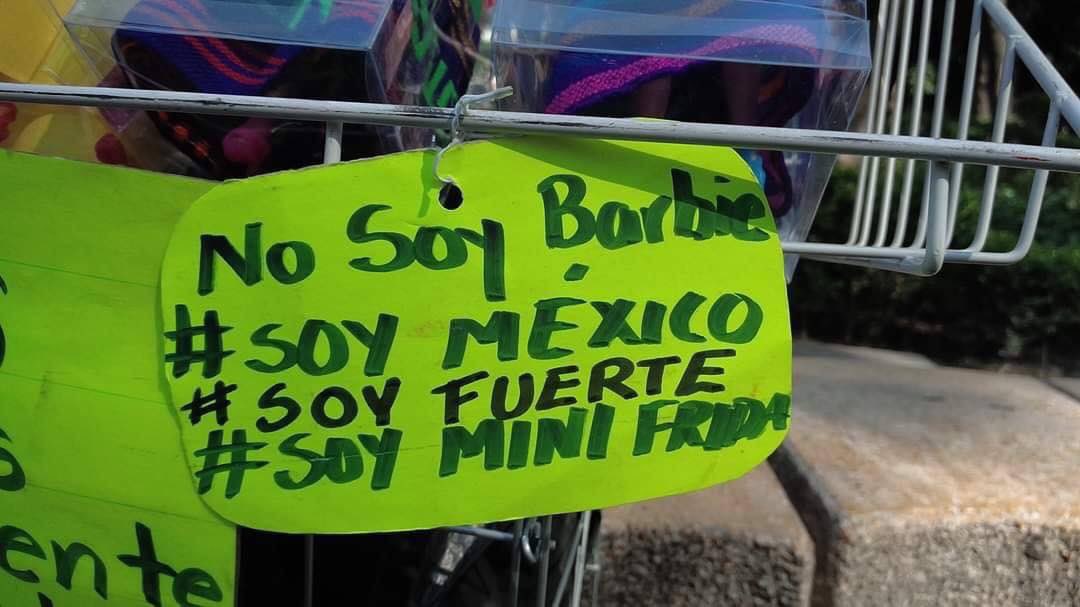 No Soy Barbie
#SOY MÉXICO
#SOY FUERTE
#SOY MINI FRIDA
ente